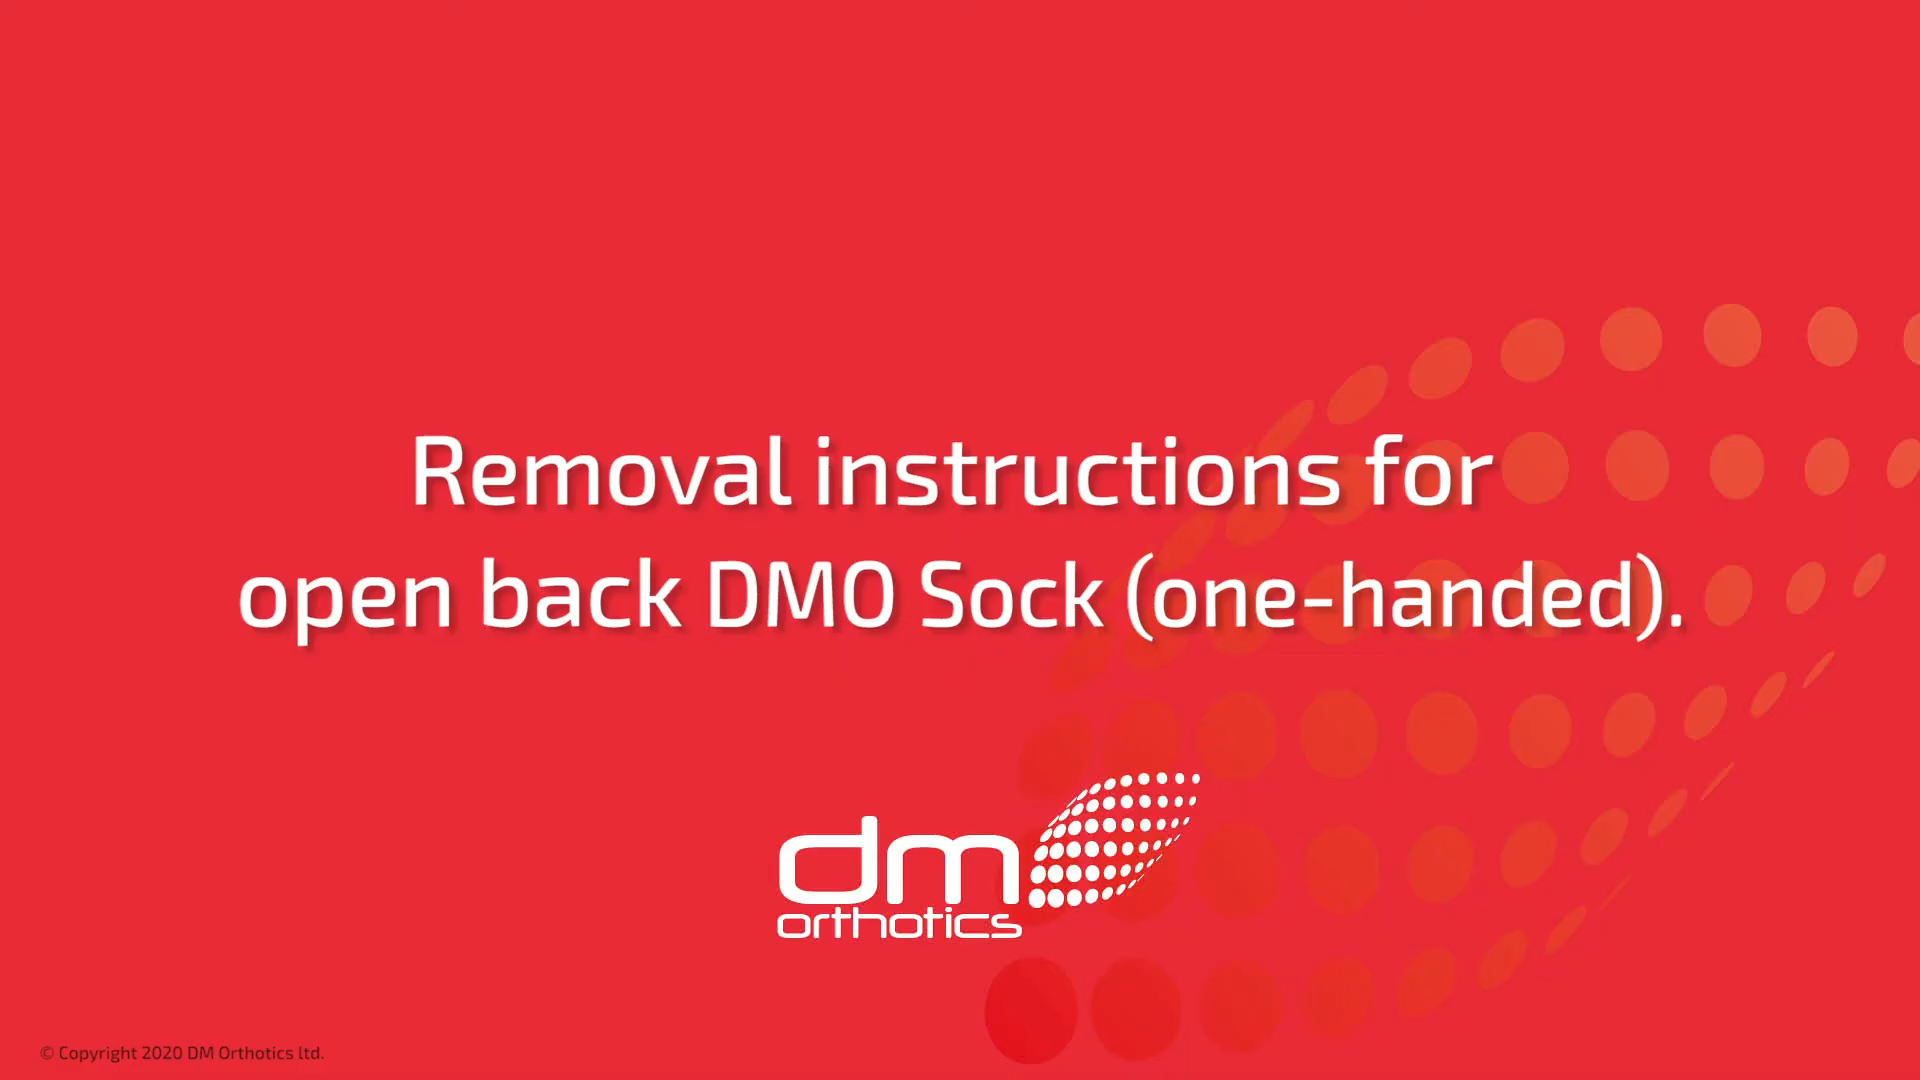 Removal instructions for
open back DMO Sock (one-handed).
dm
orthotics
© Copyright 2020 DM Orthotics ltd.